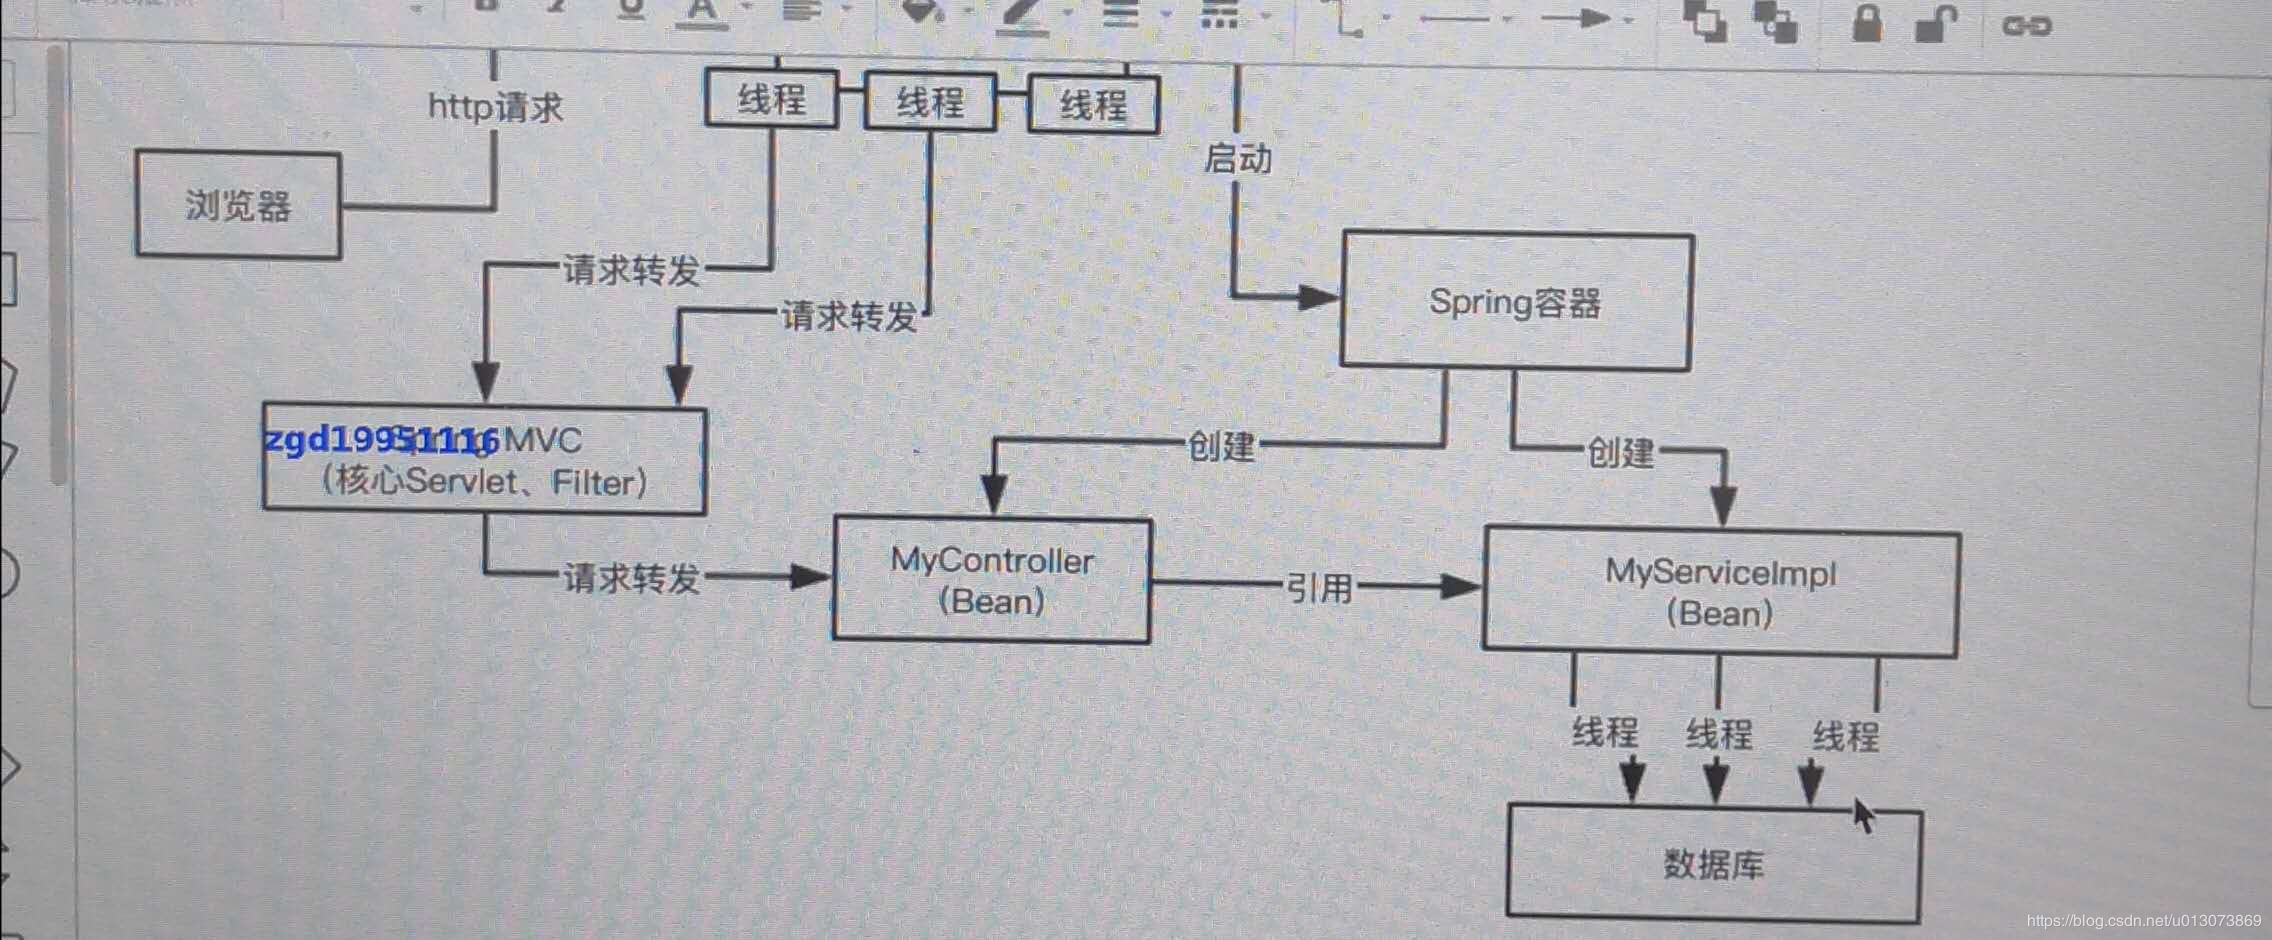 B
A
http请求
线程
线程
线程
启动
浏览器
请求转发
请求转发
Spring容器
zgd19951116
MVC
（核心Servlet、Filter）
创建
创建
请求转发
MyController
（Bean）
引用
MyServiceImpl
（Bean）
线程
线程
线程
数据库
https://blog.csdn.net/u013073869